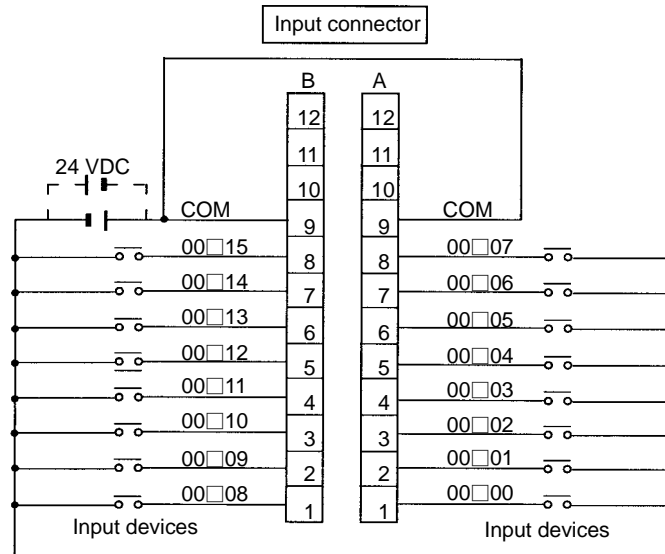 Input connector
B A
12 12
11 11
24 VDC
10 10
COM 9 9 COM
00□15 8 8 00□07
00□14 7 7 00□06
00□13 6 6 00□05
00□12 5 5 00□04
00□11 4 4 00□03
00□10 3 3 00□02
00□09 2 2 00□01
00□08 1 1 00□00
Input devices Input devices